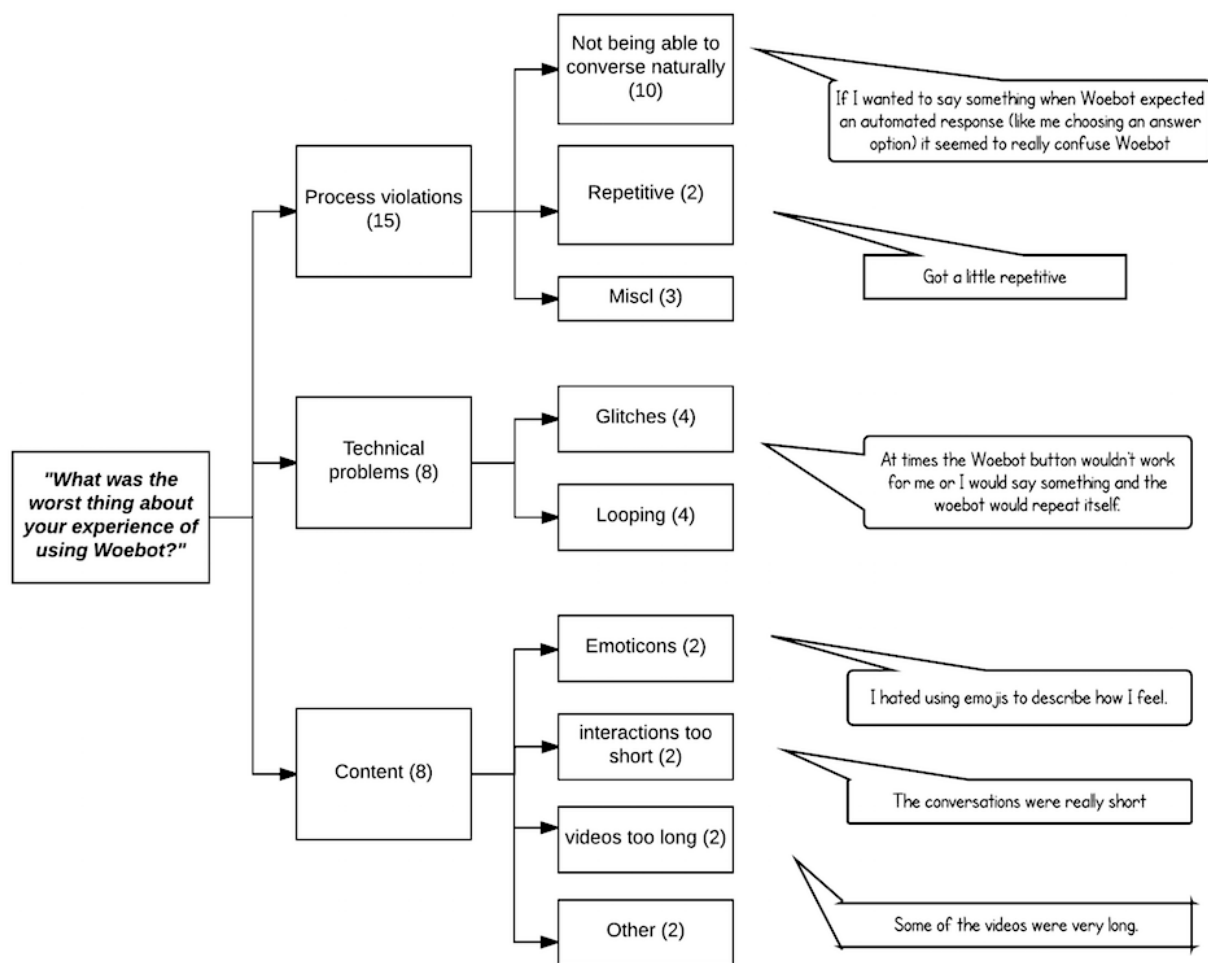 "What was the
worst thing about
your experience of
using Woebot?"
Process violations
(15)
Not being able to
converse naturally
(10)
If I wanted to say something when Woebot expected
an automated response (like me choosing an answer
option) it seemed to really confuse Woebot
Repetitive (2)
Got a little repetitive
Miscl (3)
Technical
problems (8)
Glitches (4)
At times the Woebot button wouldn't work
for me or I would say something and the
woebot would repeat itself.
Looping (4)
Content (8)
Emoticons (2)
I hated using emojis to describe how I feel.
interactions too
short (2)
The conversations were really short
videos too long (2)
Some of the videos were very long.
Other (2)